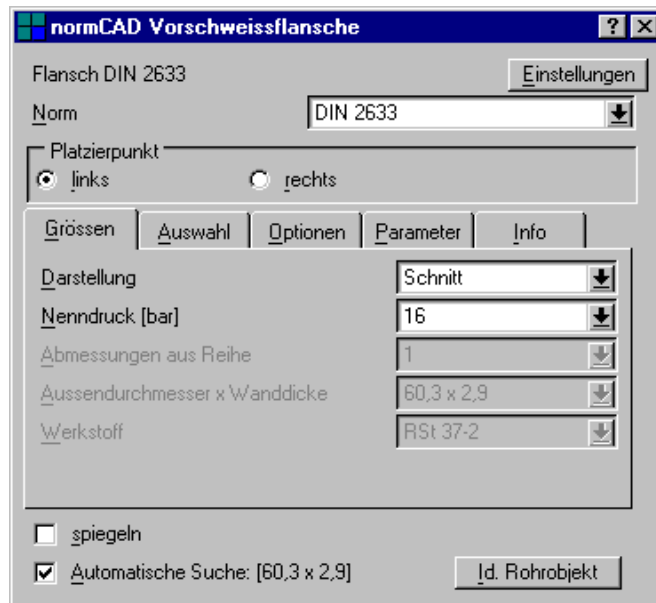 normCAD Vorschweissflansche
Flansch DIN 2633 Einstellungen
Norm DIN 2633
Platzierpunkt
links rechts
Grössen Auswahl Optionen Parameter Info
Darstellung Schnitt
Nenndruck [bar] 16
Abmessungen aus Reihe 1
Aussendurchmesser x Wanddicke 60,3 x 2,9
Werkstoff RSt 37-2
spiegeln
Automatische Suche: [60,3 x 2,9] Id. Rohrobjekt